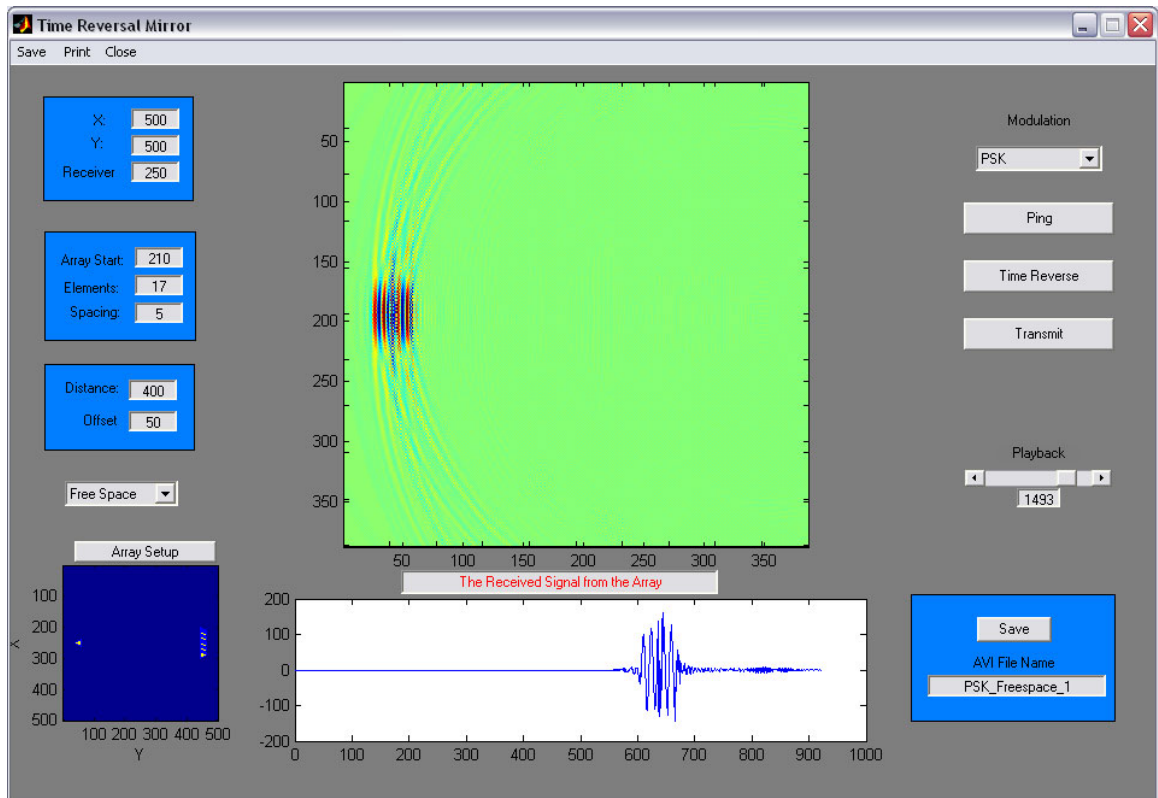 Time Reversal Mirror
Save Print Close
X: 500
Y: 500
Receiver 250
Array Start: 210
Elements: 17
Spacing: 5
Distance: 400
Offset 50
Free Space
Array Setup
100
200
300
400
500
X
100 200 300 400 500
Y
50
100
150
200
250
300
350
50 100 150 200 250 300 350
The Received Signal from the Array
200
100
0
-100
-200
0 100 200 300 400 500 600 700 800 900 1000
Modulation
PSK
Ping
Time Reverse
Transmit
Playback
1493
Save
AVI File Name
PSK_Freespace_1